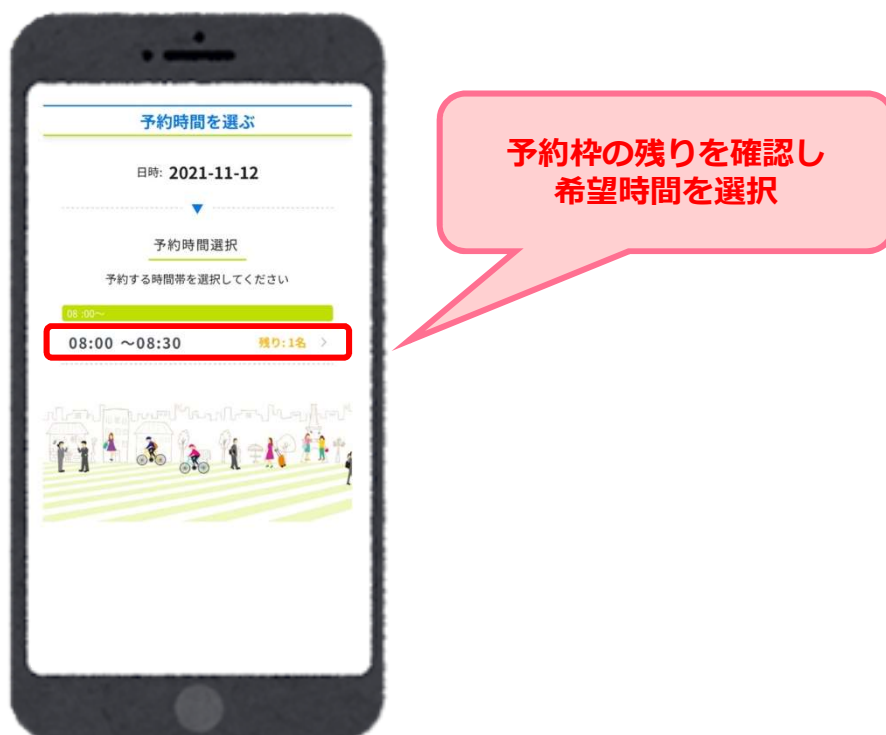 予約時間を選ぶ
日時: 2021-11-12
予約時間選択
予約する時間帯を選択してください
08 :00～
08:00 ～08:30 残り:1名
予約枠の残りを確認し
希望時間を選択